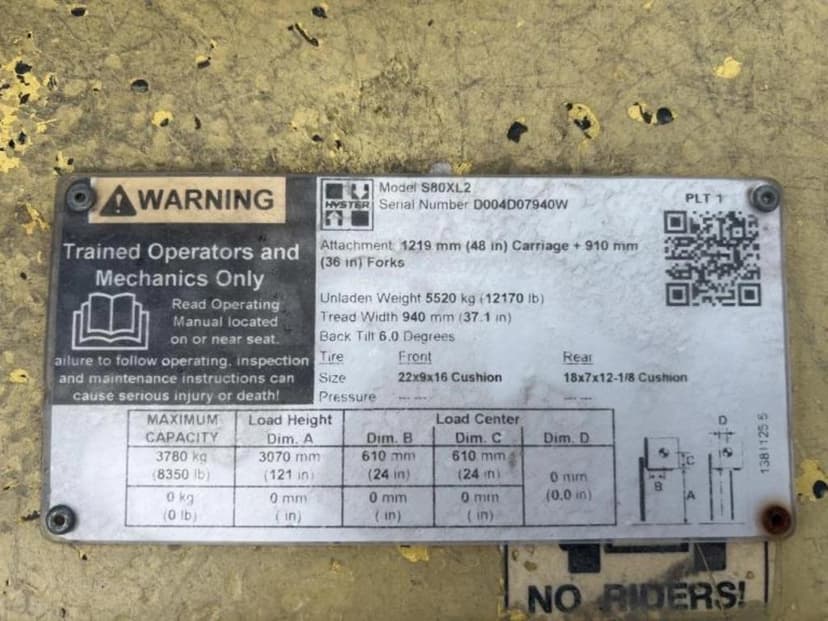 WARNING
Trained Operators and
Mechanics Only
Read Operating
Manual located
on or near seat.
ailure to follow operating, inspection
and maintenance instructions can
cause serious injury or death!
HYSTER
Model S80XL2
Serial Number D004D07940W
PLT 1
Attachment: 1219 mm (48 in) Carriage + 910 mm
(36 in) Forks
Unladen Weight 5520 kg (12170 lb)
Tread Width 940 mm (37.1 in)
Back Tilt 6.0 Degrees
Tire Front Rear
Size 22x9x16 Cushion 18x7x12-1/8 Cushion
Pressure --- --- --- ---
MAXIMUM CAPACITY Load Height Dim. A Load Center Dim. B Dim. C Dim. D
3780 kg 3070 mm 610 mm 610 mm 0 mm
(8350 lb) (121 in) (24 in) (24 in) (0.0 in)
0 kg 0 mm 0 mm 0 mm
(0 lb) ( in) ( in) ( in)
B C A D
1381125 5
NO RIDERS!